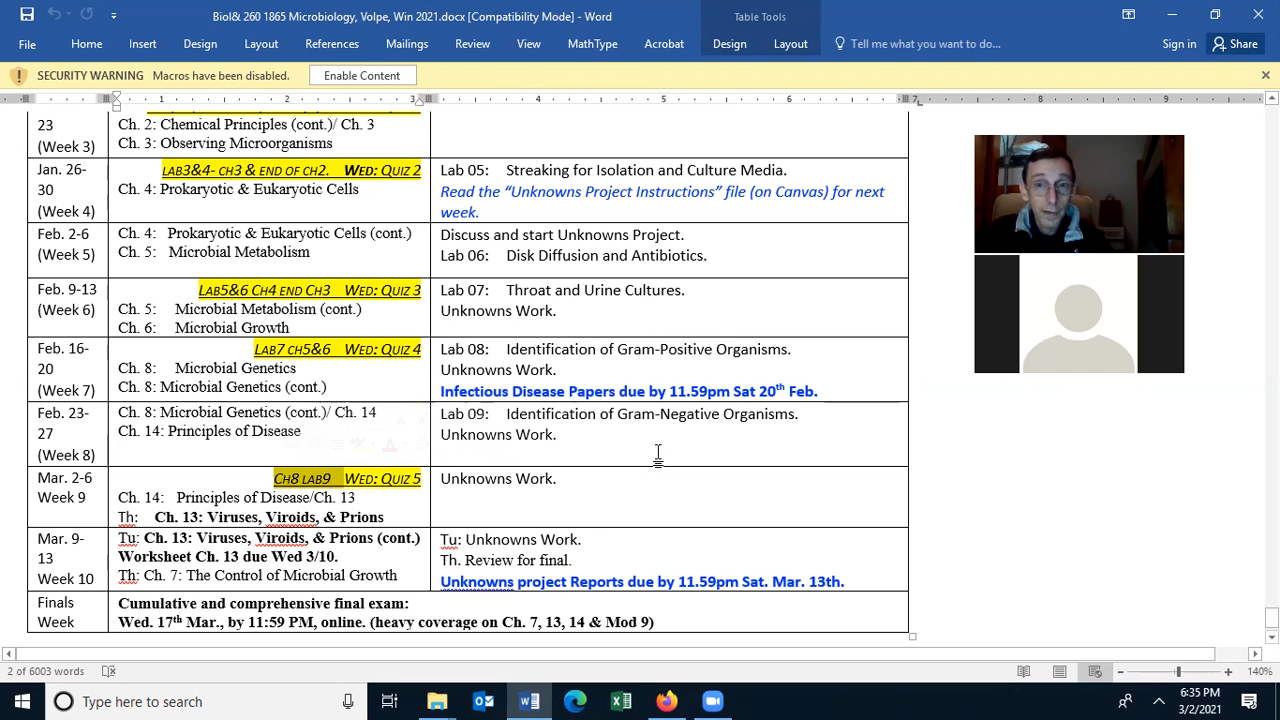 Biol& 260 1865 Microbiology, Volpe, Win 2021.docx [Compatibility Mode] - Word
Table Tools
File Home Insert Design Layout References Mailings Review View MathType Acrobat Design Layout Tell me what you want to do... Sign in Share
SECURITY WARNING Macros have been disabled. Enable Content
1 2 3 4 5 6 7 8 9
23
(Week 3)
Ch. 2: Chemical Principles (cont.)/ Ch. 3
Ch. 3: Observing Microorganisms
Jan. 26-
30
(Week 4)
LAB3&4- CH3 & END OF CH2. WED: QUIZ 2
Ch. 4: Prokaryotic & Eukaryotic Cells
Lab 05: Streaking for Isolation and Culture Media.
Read the “Unknowns Project Instructions” file (on Canvas) for next
week.
Feb. 2-6
(Week 5)
Ch. 4: Prokaryotic & Eukaryotic Cells (cont.)
Ch. 5: Microbial Metabolism
Discuss and start Unknowns Project.
Lab 06: Disk Diffusion and Antibiotics.
Feb. 9-13
(Week 6)
LAB5&6 CH4 END CH3 WED: QUIZ 3
Ch. 5: Microbial Metabolism (cont.)
Ch. 6: Microbial Growth
Lab 07: Throat and Urine Cultures.
Unknowns Work.
Feb. 16-
20
(Week 7)
LAB7 CH5&6 WED: QUIZ 4
Ch. 8: Microbial Genetics
Ch. 8: Microbial Genetics (cont.)
Lab 08: Identification of Gram-Positive Organisms.
Unknowns Work.
Infectious Disease Papers due by 11.59pm Sat 20th Feb.
Feb. 23-
27
(Week 8)
Ch. 8: Microbial Genetics (cont.)/ Ch. 14
Ch. 14: Principles of Disease
Lab 09: Identification of Gram-Negative Organisms.
Unknowns Work.
Mar. 2-6
Week 9
CH8 LAB9 WED: QUIZ 5
Ch. 14: Principles of Disease/Ch. 13
Th: Ch. 13: Viruses, Viroids, & Prions
Unknowns Work.
Mar. 9-
13
Week 10
Tu: Ch. 13: Viruses, Viroids, & Prions (cont.)
Worksheet Ch. 13 due Wed 3/10.
Th: Ch. 7: The Control of Microbial Growth
Tu: Unknowns Work.
Th. Review for final.
Unknowns project Reports due by 11.59pm Sat. Mar. 13th.
Finals
Week
Cumulative and comprehensive final exam:
Wed. 17th Mar., by 11:59 PM, online. (heavy coverage on Ch. 7, 13, 14 & Mod 9)
2 of 6003 words
140%
Type here to search
6:35 PM
3/2/2021